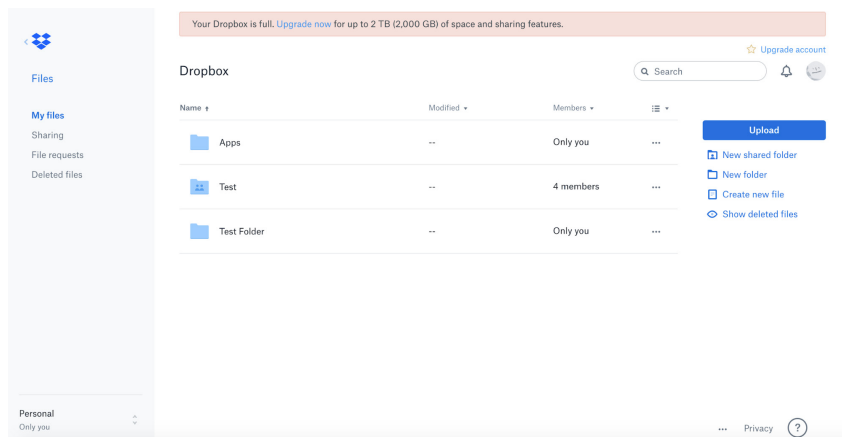 Your Dropbox is full. Upgrade now for up to 2 TB (2,000 GB) of space and sharing features.
Upgrade account
Files
Dropbox
Search
My files
Sharing
File requests
Deleted files
Name ↑ Modified Members
Apps -- Only you ...
Test -- 4 members ...
Test Folder -- Only you ...
Upload
New shared folder
New folder
Create new file
Show deleted files
Personal
Only you
... Privacy ?